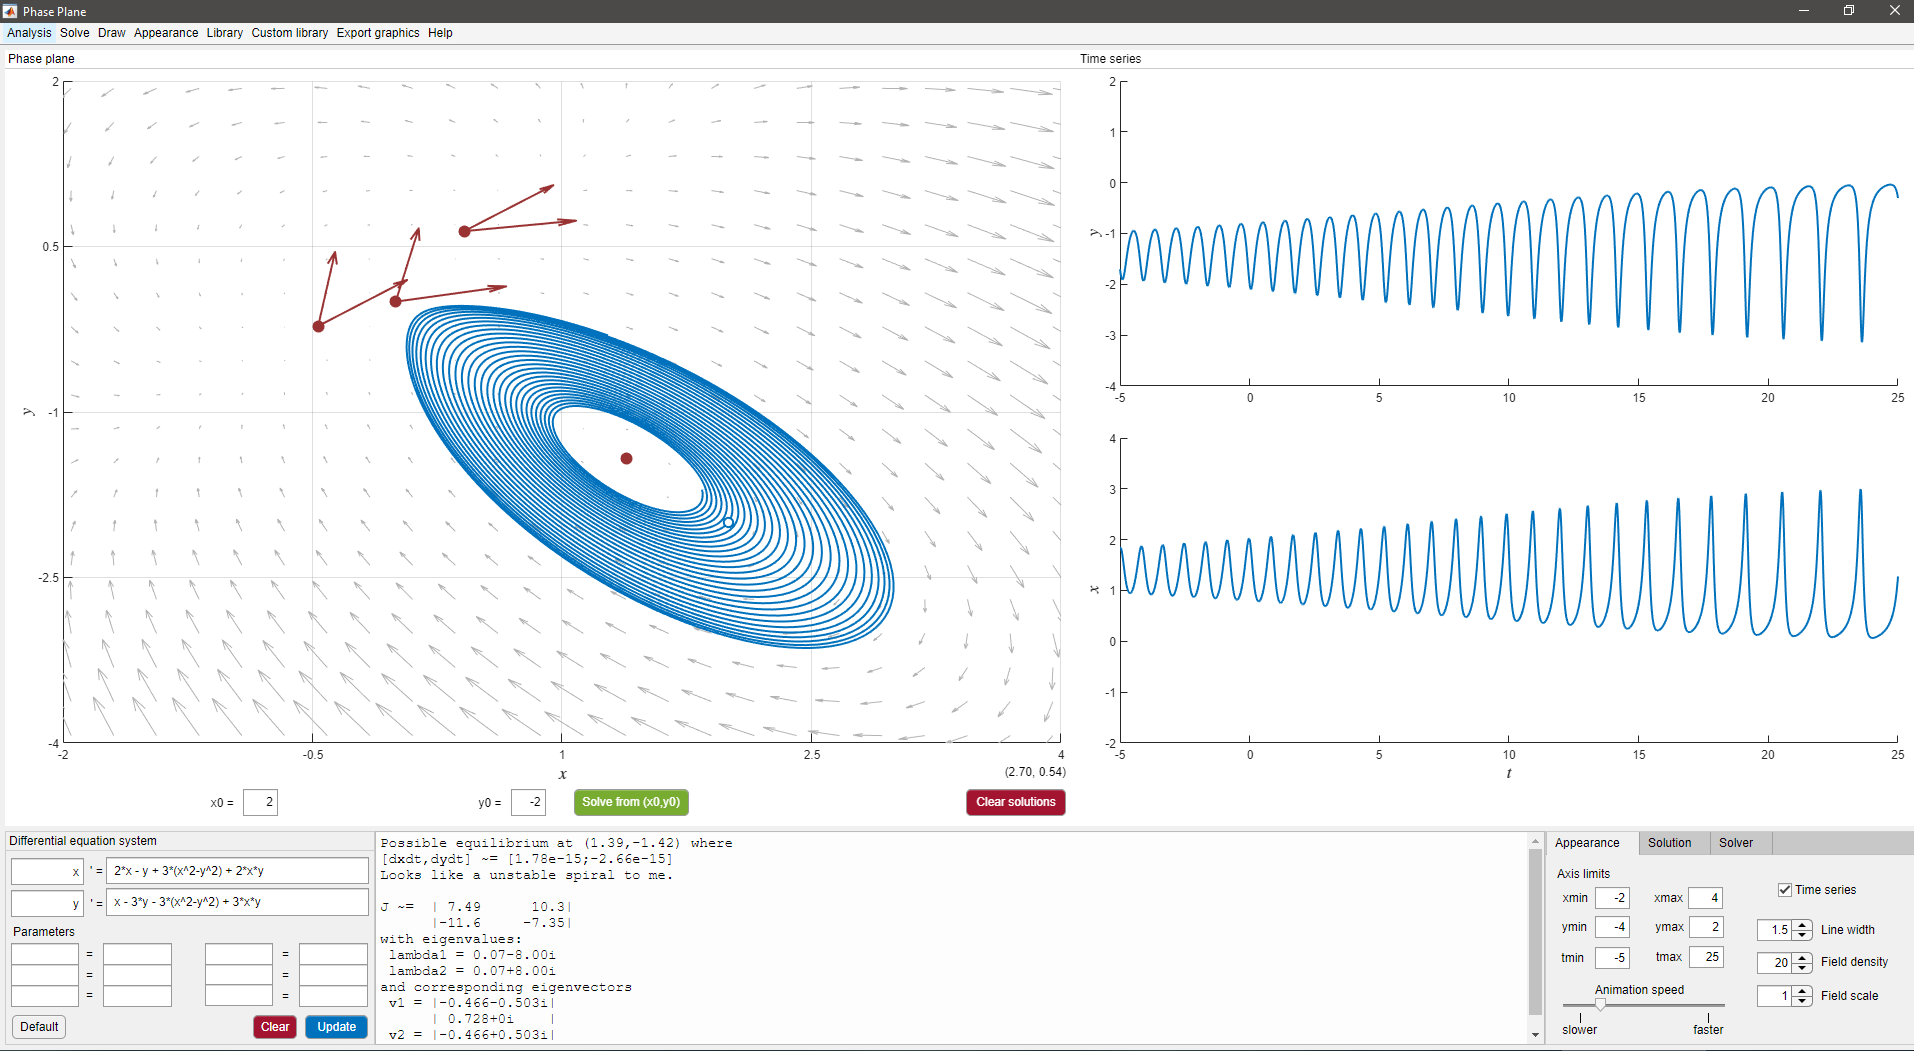 Phase Plane
Analysis Solve Draw Appearance Library Custom library Export graphics Help
Phase plane
Time series
2
0.5
-1
-2.5
-4
y
-2 -0.5 1 2.5 4
x
(2.70, 0.54)
2
1
0
-1
-2
-3
-4
y
-5 0 5 10 15 20 25
4
3
2
1
0
-1
-2
x
-5 0 5 10 15 20 25
t
x0 = 2 y0 = -2 Solve from (x0,y0) Clear solutions
Differential equation system
x ' = 2*x - y + 3*(x^2-y^2) + 2*x*y
y ' = x - 3*y - 3*(x^2-y^2) + 3*x*y
Parameters
= =
= =
= =
Default Clear Update
Possible equilibrium at (1.39,-1.42) where
[dxdt,dydt] ~= [1.78e-15;-2.66e-15]
Looks like a unstable spiral to me.
J ~= | 7.49 10.3|
|-11.6 -7.35|
with eigenvalues:
lambda1 = 0.07-8.00i
lambda2 = 0.07+8.00i
and corresponding eigenvectors
v1 = |-0.466-0.503i|
| 0.728+0i |
v2 = |-0.466+0.503i|
Appearance Solution Solver
Axis limits
xmin -2 xmax 4
ymin -4 ymax 2
tmin -5 tmax 25
Animation speed
slower faster
Time series
1.5 Line width
20 Field density
1 Field scale